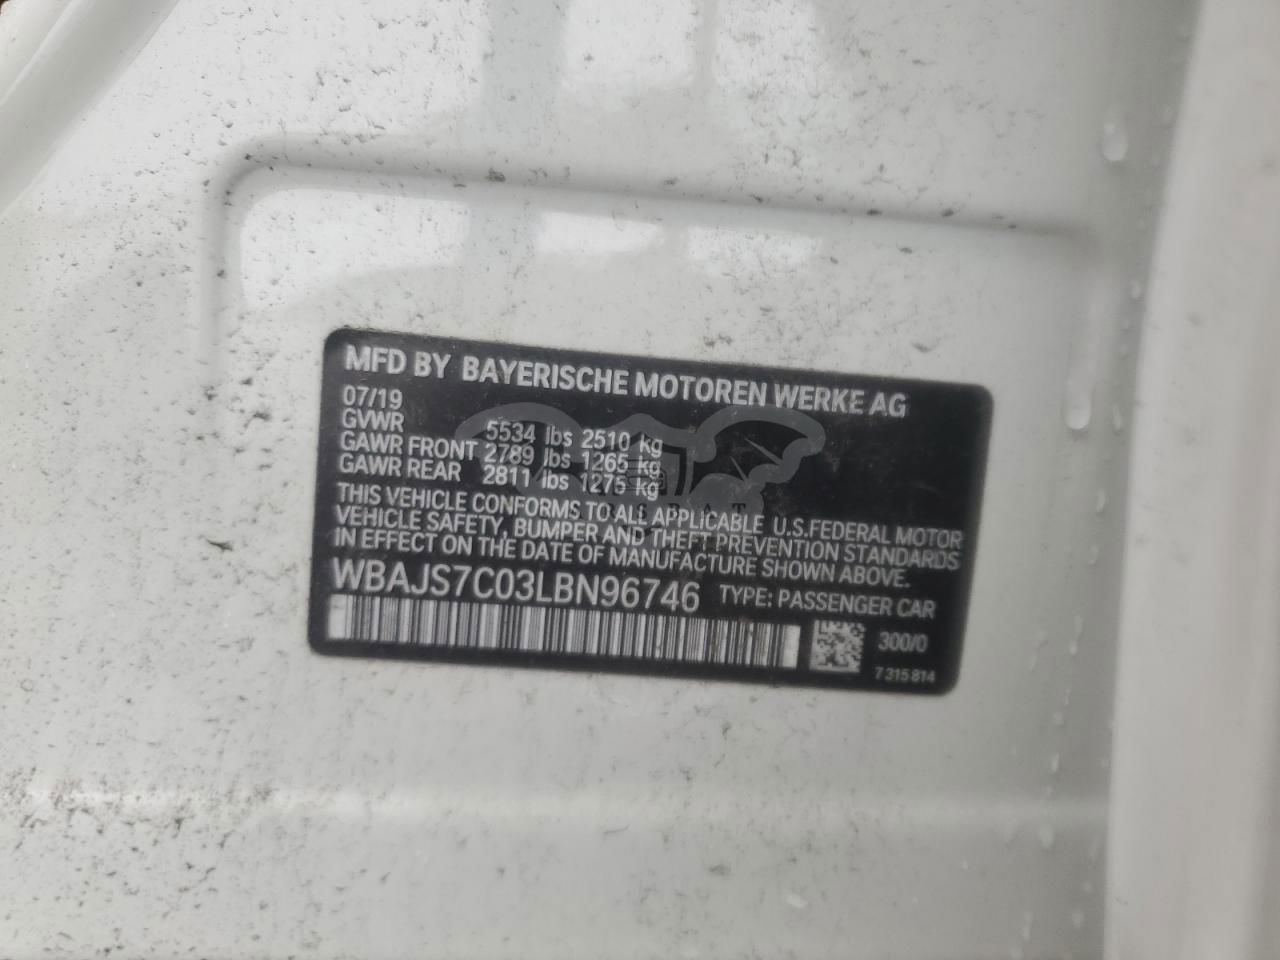 MFD BY BAYERISCHE MOTOREN WERKE AG
07/19
GVWR 5534 lbs 2510 kg
GAWR FRONT 2789 lbs 1265 kg
GAWR REAR 2811 lbs 1275 kg
THIS VEHICLE CONFORMS TO ALL APPLICABLE U.S.FEDERAL MOTOR
VEHICLE SAFETY, BUMPER AND THEFT PREVENTION STANDARDS
IN EFFECT ON THE DATE OF MANUFACTURE SHOWN ABOVE.
WBAJS7C03LBN96746 TYPE: PASSENGER CAR
300/0
7 315 814